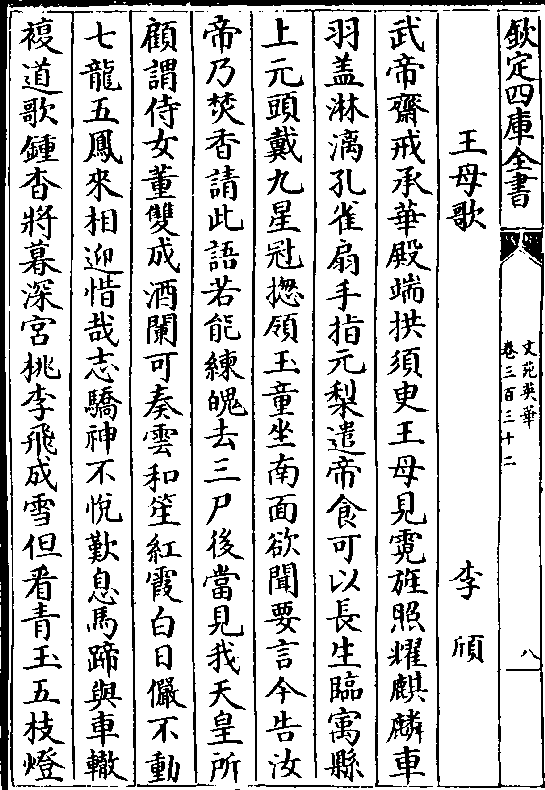 欽定四庫全書
文苑英華
卷三百三十二
八
王母歌 李頎
武帝齋戒承華殿端拱須臾王母見霓旌照耀麒麟車
羽盖淋漓孔雀扇手指元梨遣帝食可以長生臨寓縣
上元頭戴九星冠揔領玉童坐南面欲聞要言今告汝
帝乃焚香請此語若能練魄去三尸後當見我天皇所
顧謂侍女董雙成酒闌可奏雲和笙紅霞白日儼不動
七龍五鳳來相迎惜哉志驕神不恱歎息馬蹄與車轍
複道歌鍾杳將暮深宮桃李飛成雪但看青玉五枝燈